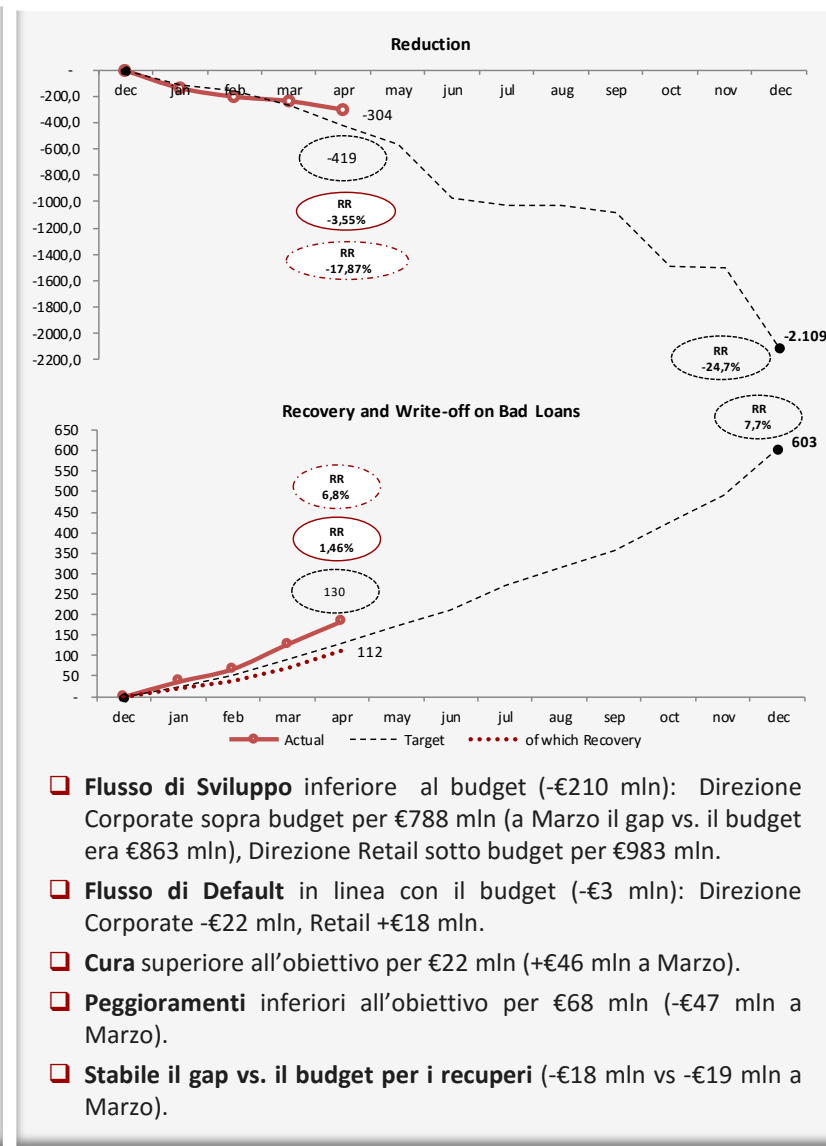 Reduction
-
dec jan feb mar apr may jun jul aug sep oct nov dec
-200,0
-304
-400,0
-419
-600,0
-800,0
RR
-3,55%
-1000,0
-1200,0
RR
-17,87%
-1400,0
-1600,0
-1800,0
-2000,0
-2.109
-2200,0
RR
-24,7%
Recovery and Write-off on Bad Loans
RR
7,7%
650
600
603
550
500
RR
6,8%
450
400
RR
1,46%
350
300
250
130
200
150
100
112
50
-
dec jan feb mar apr may jun jul aug sep oct nov dec
Actual Target of which Recovery
Flusso di Sviluppo inferiore al budget (-€210 mln): Direzione
Corporate sopra budget per €788 mln (a Marzo il gap vs. il budget
era €863 mln), Direzione Retail sotto budget per €983 mln.
Flusso di Default in linea con il budget (-€3 mln): Direzione
Corporate -€22 mln, Retail +€18 mln.
Cura superiore all’obiettivo per €22 mln (+€46 mln a Marzo).
Peggioramenti inferiori all’obiettivo per €68 mln (-€47 mln a
Marzo).
Stabile il gap vs. il budget per i recuperi (-€18 mln vs -€19 mln a
Marzo).